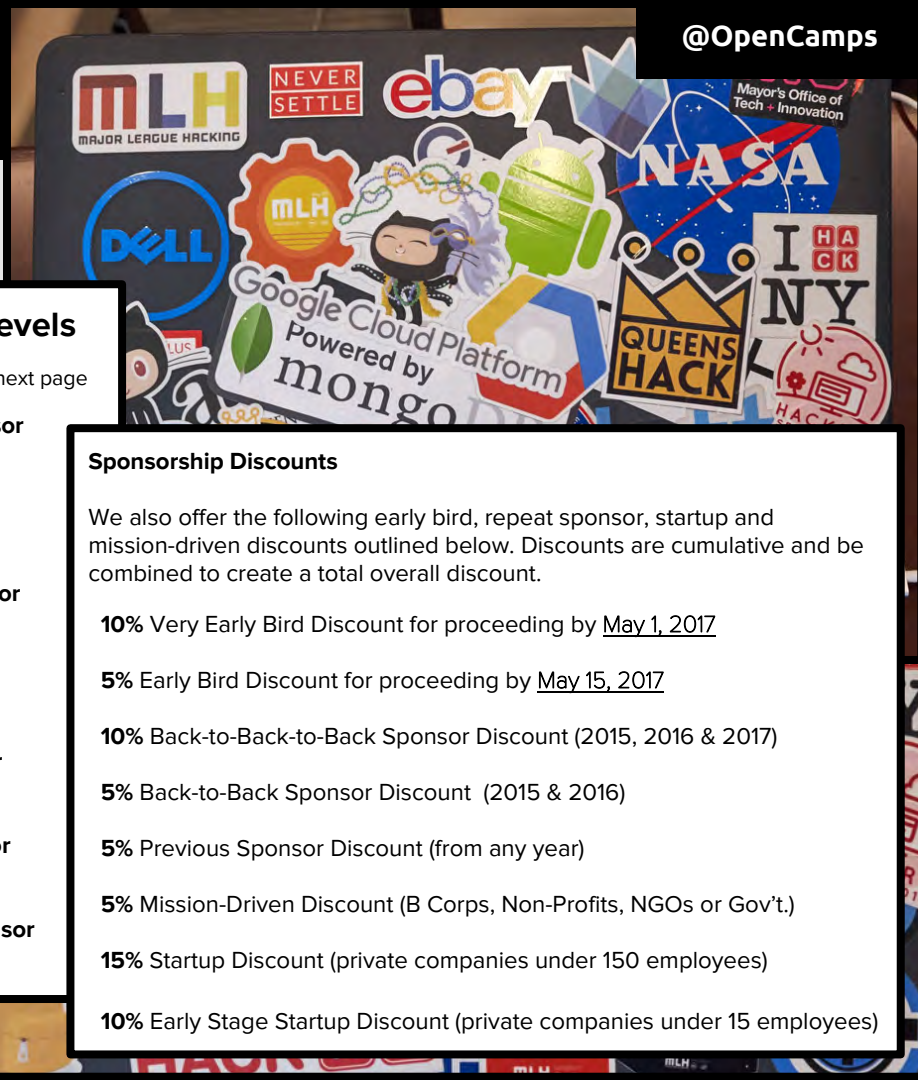 @OpenCamps
MLH
MAJOR LEAGUE HACKING
NEVER
SETTLE
ebay
Mayor's Office of
Tech + Innovation
NASA
DELL
MLH
I HA
CK
NY
Google Cloud Platform
Powered by
mongo
QUEENS
HACK
HACK
evels
next page
sor
or
or
sor
Sponsorship Discounts
We also offer the following early bird, repeat sponsor, startup and
mission-driven discounts outlined below. Discounts are cumulative and be
combined to create a total overall discount.
10% Very Early Bird Discount for proceeding by May 1, 2017
5% Early Bird Discount for proceeding by May 15, 2017
10% Back-to-Back-to-Back Sponsor Discount (2015, 2016 & 2017)
5% Back-to-Back Sponsor Discount (2015 & 2016)
5% Previous Sponsor Discount (from any year)
5% Mission-Driven Discount (B Corps, Non-Profits, NGOs or Gov't.)
15% Startup Discount (private companies under 150 employees)
10% Early Stage Startup Discount (private companies under 15 employees)
HACK
MLH